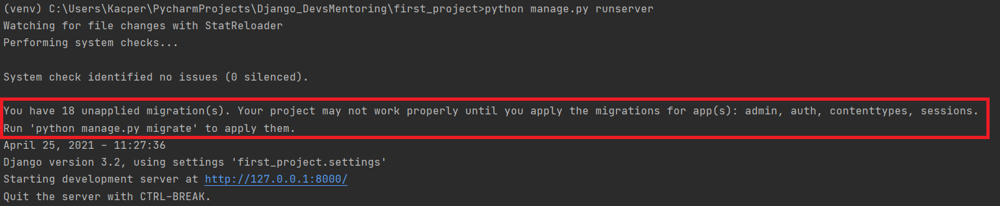 (venv) C:\Users\Kacper\PycharmProjects\Django_DevsMentoring\first_project>python manage.py runserver
Watching for file changes with StatReloader
Performing system checks...
System check identified no issues (0 silenced).
You have 18 unapplied migration(s). Your project may not work properly until you apply the migrations for app(s): admin, auth, contenttypes, sessions.
Run 'python manage.py migrate' to apply them.
April 25, 2021 - 11:27:36
Django version 3.2, using settings 'first_project.settings'
Starting development server at http://127.0.0.1:8000/
Quit the server with CTRL-BREAK.